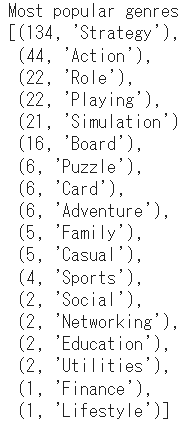 Most popular genres
[(134, 'Strategy'),
(44, 'Action'),
(22, 'Role'),
(22, 'Playing'),
(21, 'Simulation')
(16, 'Board'),
(6, 'Puzzle'),
(6, 'Card'),
(6, 'Adventure'),
(5, 'Family'),
(5, 'Casual'),
(4, 'Sports'),
(2, 'Social'),
(2, 'Networking'),
(2, 'Education'),
(2, 'Utilities'),
(1, 'Finance'),
(1, 'Lifestyle')]